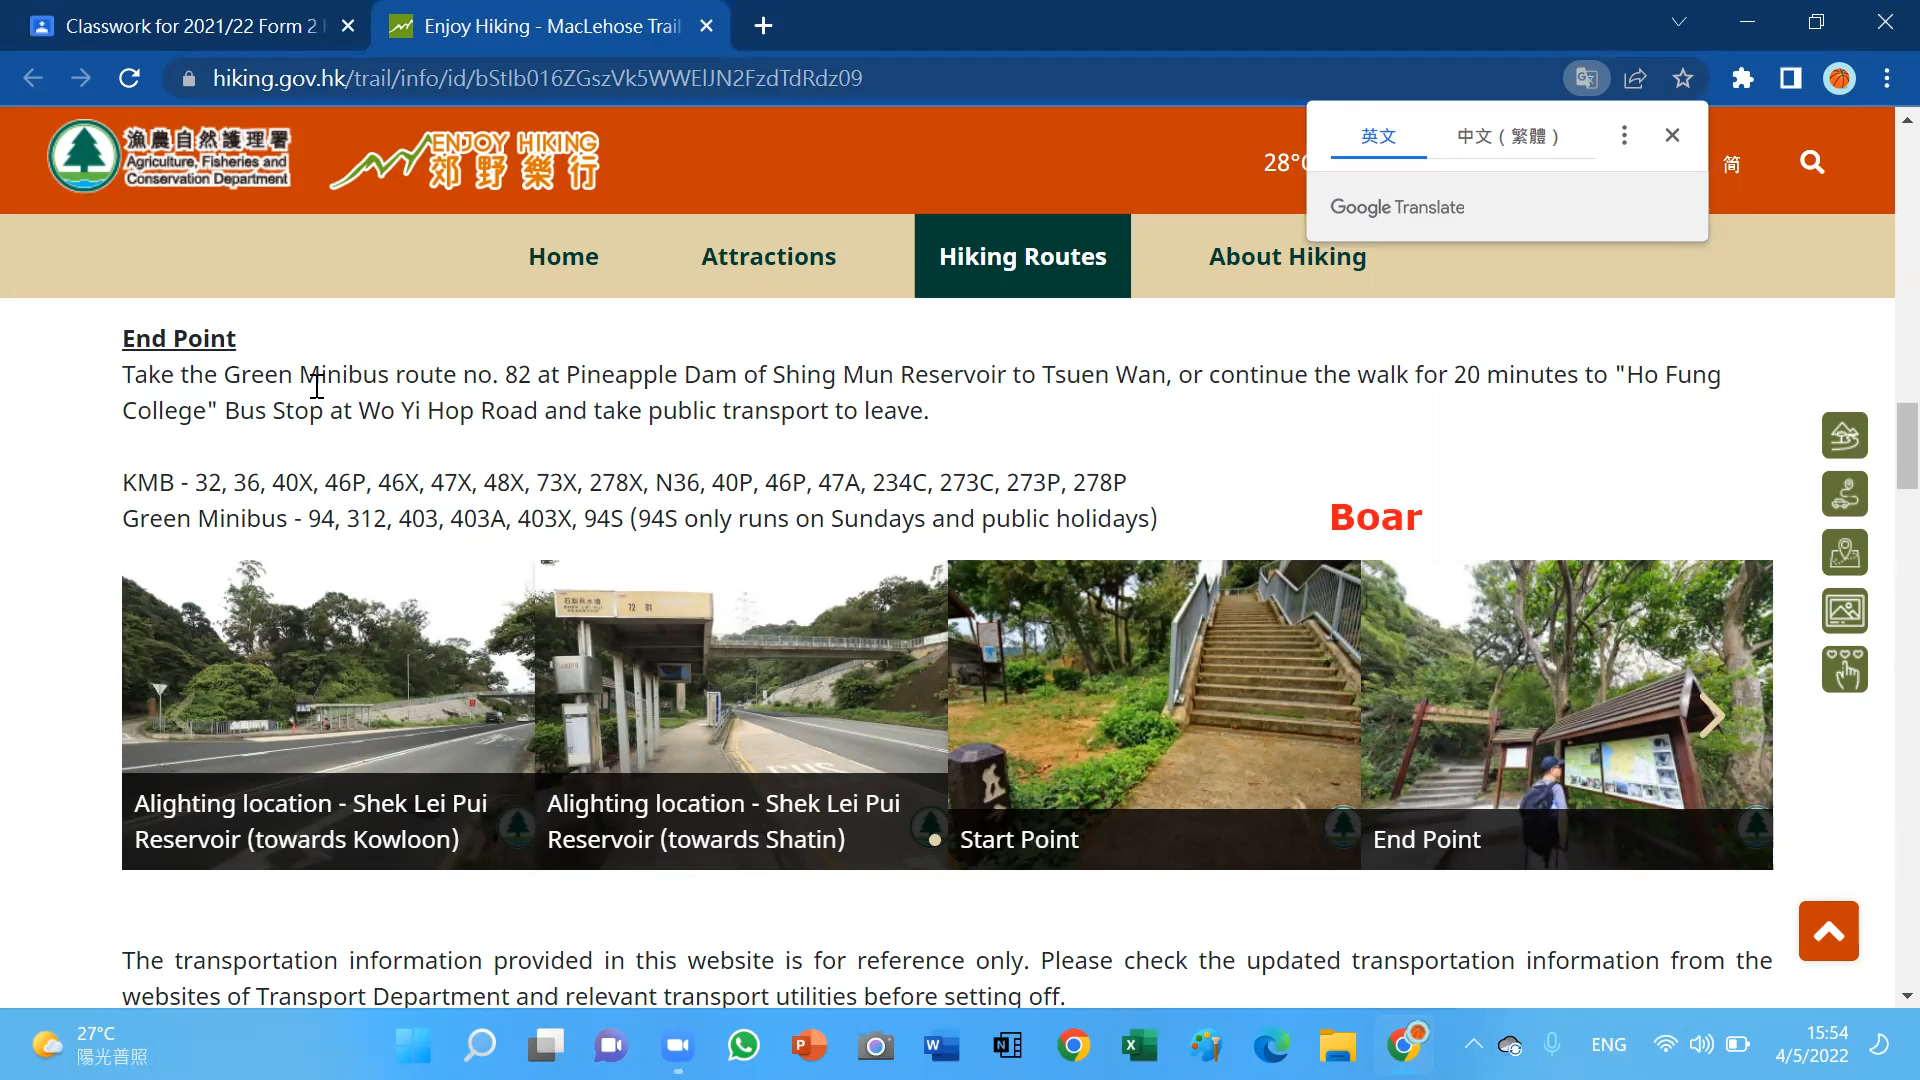 Classwork for 2021/22 Form 2
Enjoy Hiking - MacLehose Trail
hiking.gov.hk/trail/info/id/bStIb016ZGszVk5WWElJN2FzdTdRdz09
英文
中文（繁體）
Google Translate
漁農自然護理署
Agriculture, Fisheries and
Conservation Department
ENJOY HIKING
郊野樂行
28°C
简
Home
Attractions
Hiking Routes
About Hiking
End Point
Take the Green Minibus route no. 82 at Pineapple Dam of Shing Mun Reservoir to Tsuen Wan, or continue the walk for 20 minutes to "Ho Fung
College" Bus Stop at Wo Yi Hop Road and take public transport to leave.
KMB - 32, 36, 40X, 46P, 46X, 47X, 48X, 73X, 278X, N36, 40P, 46P, 47A, 234C, 273C, 273P, 278P
Green Minibus - 94, 312, 403, 403A, 403X, 94S (94S only runs on Sundays and public holidays)
Boar
72 81
Alighting location - Shek Lei Pui
Reservoir (towards Kowloon)
Alighting location - Shek Lei Pui
Reservoir (towards Shatin)
Start Point
End Point
The transportation information provided in this website is for reference only. Please check the updated transportation information from the
websites of Transport Department and relevant transport utilities before setting off.
27°C
陽光普照
ENG
15:54
4/5/2022